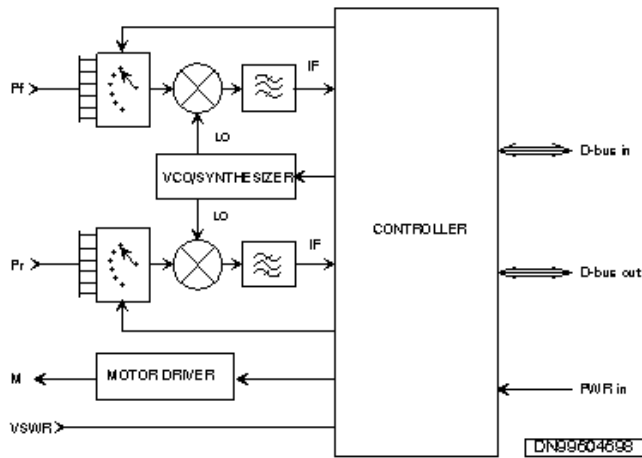 IF
Pf
LO
VCO/SYNTHESIZER
D-bus in
LO
CONTROLLER
IF
Pr
D-bus out
M
MOTOR DRIVER
PWR in
VSWR
DN99604698